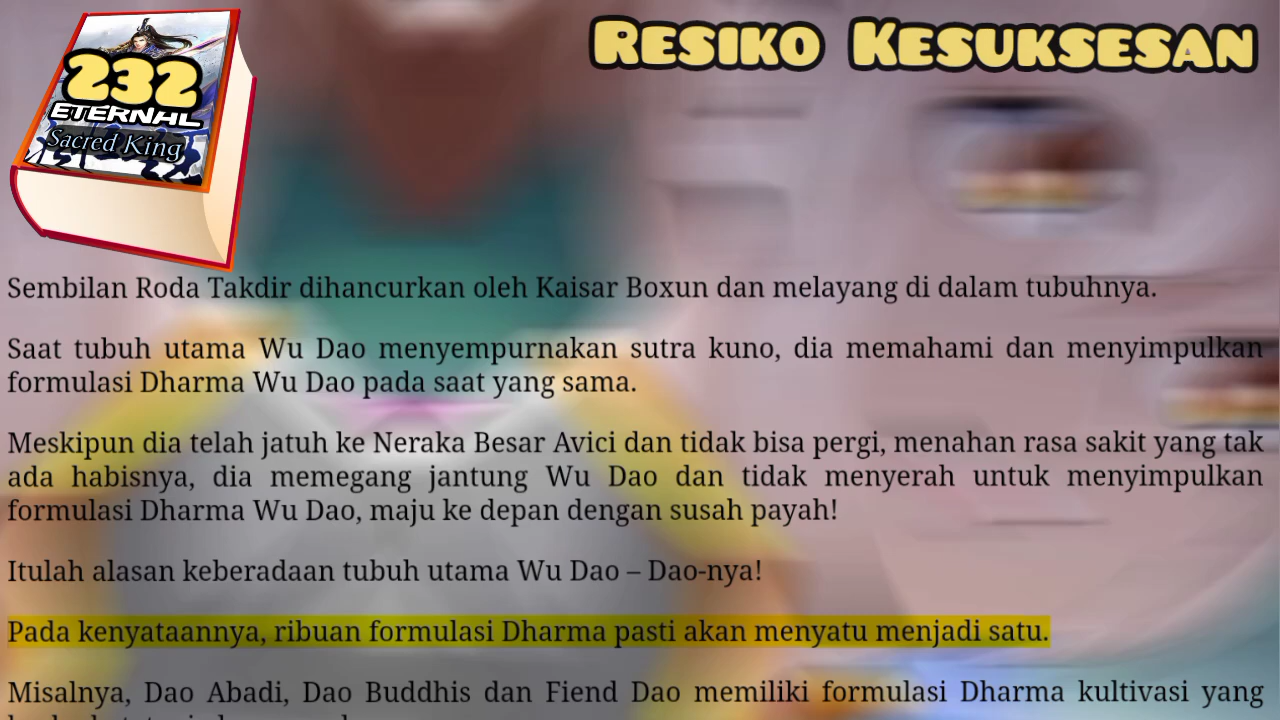 Resiko Kesuksesan
232
ETERNAL
Sacred King
Sembilan Roda Takdir dihancurkan oleh Kaisar Boxun dan melayang di dalam tubuhnya.
Saat tubuh utama Wu Dao menyempurnakan sutra kuno, dia memahami dan menyimpulkan
formulasi Dharma Wu Dao pada saat yang sama.
Meskipun dia telah jatuh ke Neraka Besar Avici dan tidak bisa pergi, menahan rasa sakit yang tak
ada habisnya, dia memegang jantung Wu Dao dan tidak menyerah untuk menyimpulkan
formulasi Dharma Wu Dao, maju ke depan dengan susah payah!
Itulah alasan keberadaan tubuh utama Wu Dao – Dao-nya!
Pada kenyataannya, ribuan formulasi Dharma pasti akan menyatu menjadi satu.
Misalnya, Dao Abadi, Dao Buddhis dan Fiend Dao memiliki formulasi Dharma kultivasi yang